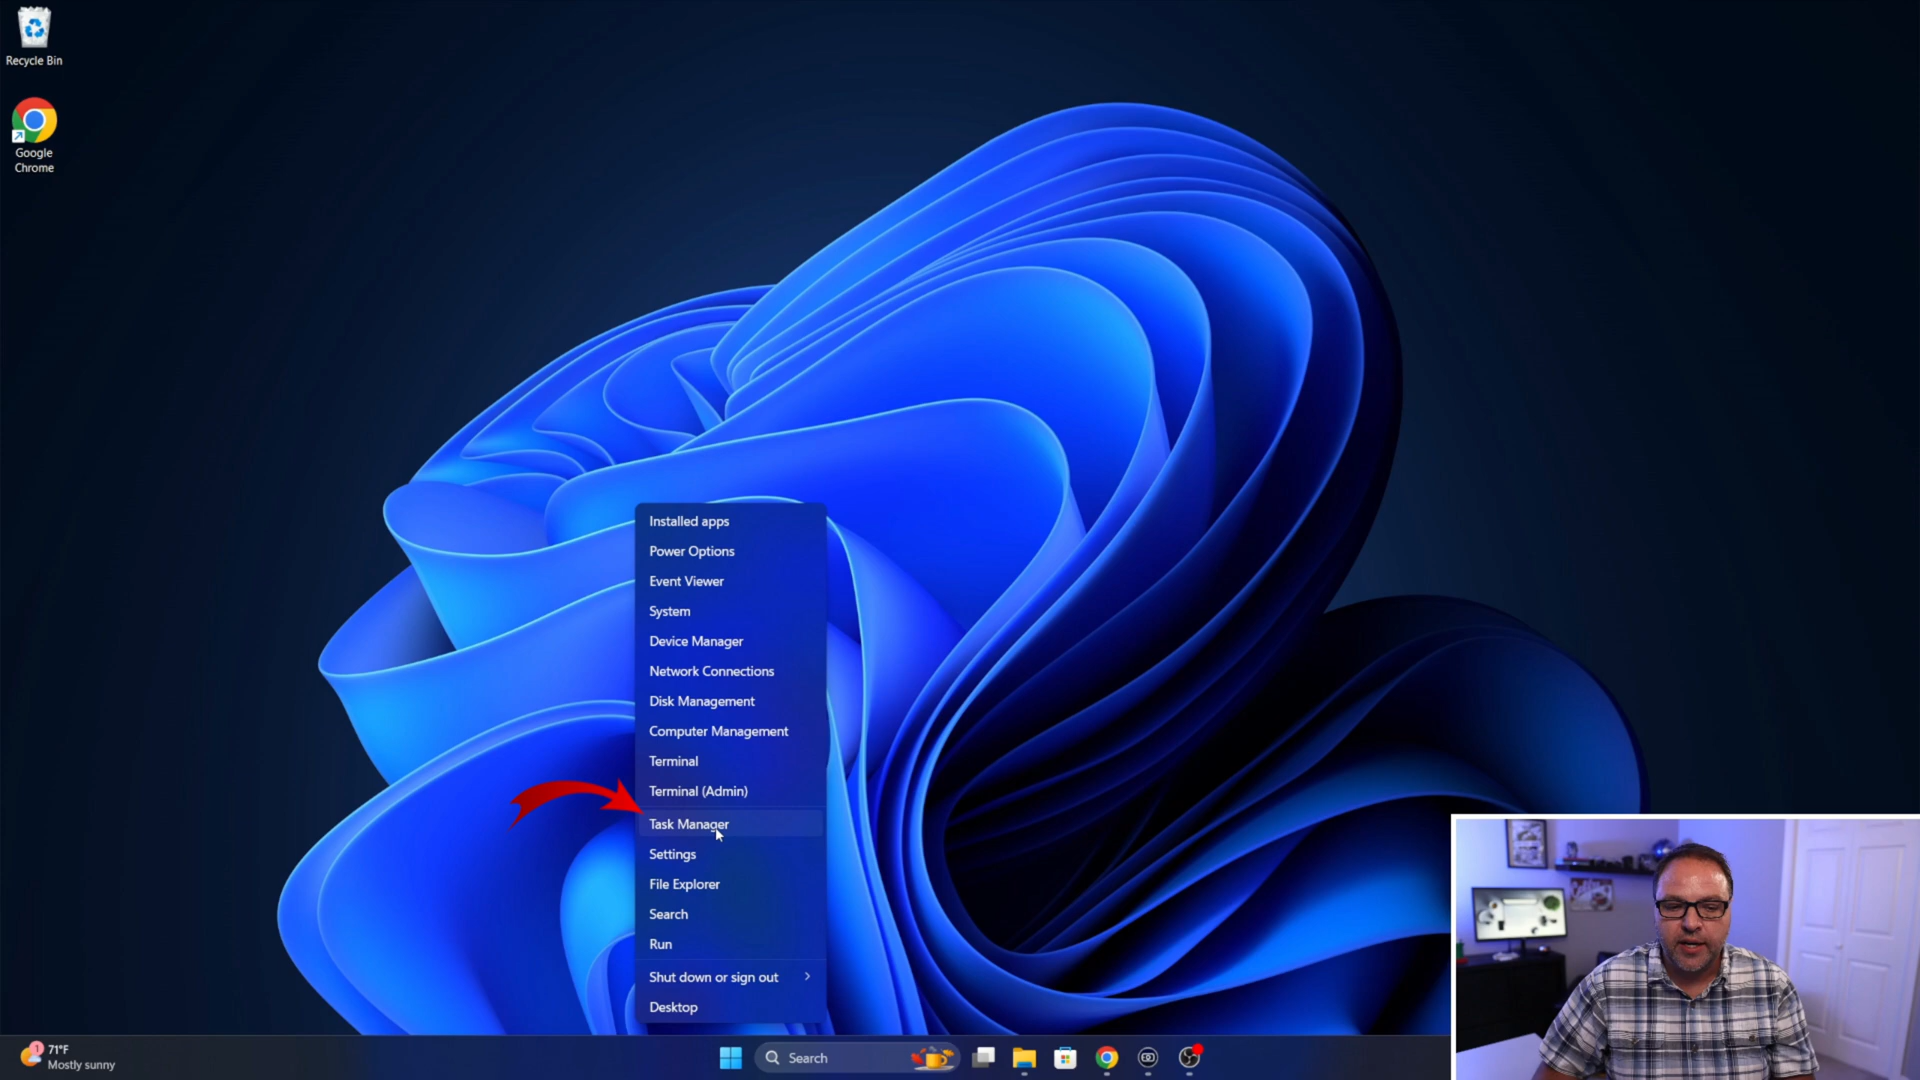 Recycle Bin
Google
Chrome
Installed apps
Power Options
Event Viewer
System
Device Manager
Network Connections
Disk Management
Computer Management
Terminal
Terminal (Admin)
Task Manager
Settings
File Explorer
Search
Run
Shut down or sign out
Desktop
1
71°F
Mostly sunny
Search